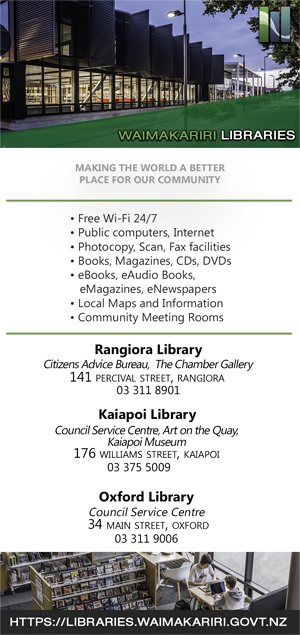 N
WAIMAKARIRI LIBRARIES
MAKING THE WORLD A BETTER
PLACE FOR OUR COMMUNITY
• Free Wi-Fi 24/7
• Public computers, Internet
• Photocopy, Scan, Fax facilities
• Books, Magazines, CDs, DVDs
• eBooks, eAudio Books,
eMagazines, eNewspapers
• Local Maps and Information
• Community Meeting Rooms
Rangiora Library
Citizens Advice Bureau, The Chamber Gallery
141 PERCIVAL STREET, RANGIORA
03 311 8901
Kaiapoi Library
Council Service Centre, Art on the Quay,
Kaiapoi Museum
176 WILLIAMS STREET, KAIAPOI
03 375 5009
Oxford Library
Council Service Centre
34 MAIN STREET, OXFORD
03 311 9006
HTTPS://LIBRARIES.WAIMAKARIRI.GOVT.NZ